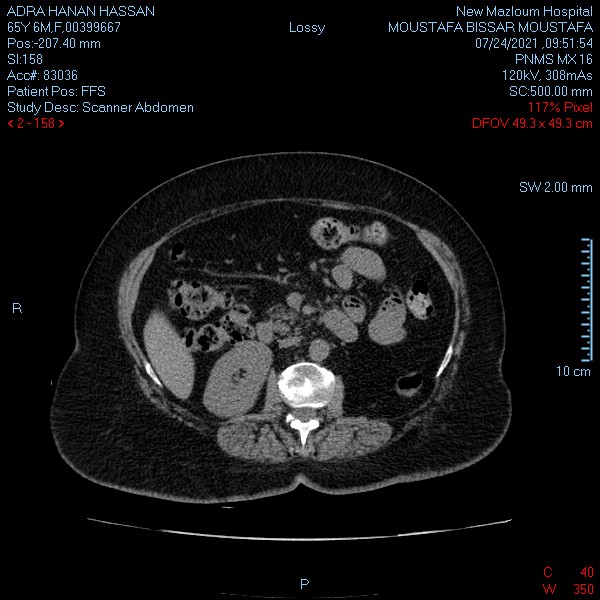 ADRA HANAN HASSAN
65Y 6M,F,00399667
Pos:-207.40 mm
SI:158
Acc#: 83036
Patient Pos: FFS
Study Desc: Scanner Abdomen
< 2 - 158 >
Lossy
New Mazloum Hospital
MOUSTAFA BISSAR MOUSTAFA
07/24/2021 ,09:51:54
PNMS MX 16
120kV, 308mAs
SC:500.00 mm
117% Pixel
DFOV 49.3 x 49.3 cm
SW 2.00 mm
R
10 cm
P
C 40
W 350